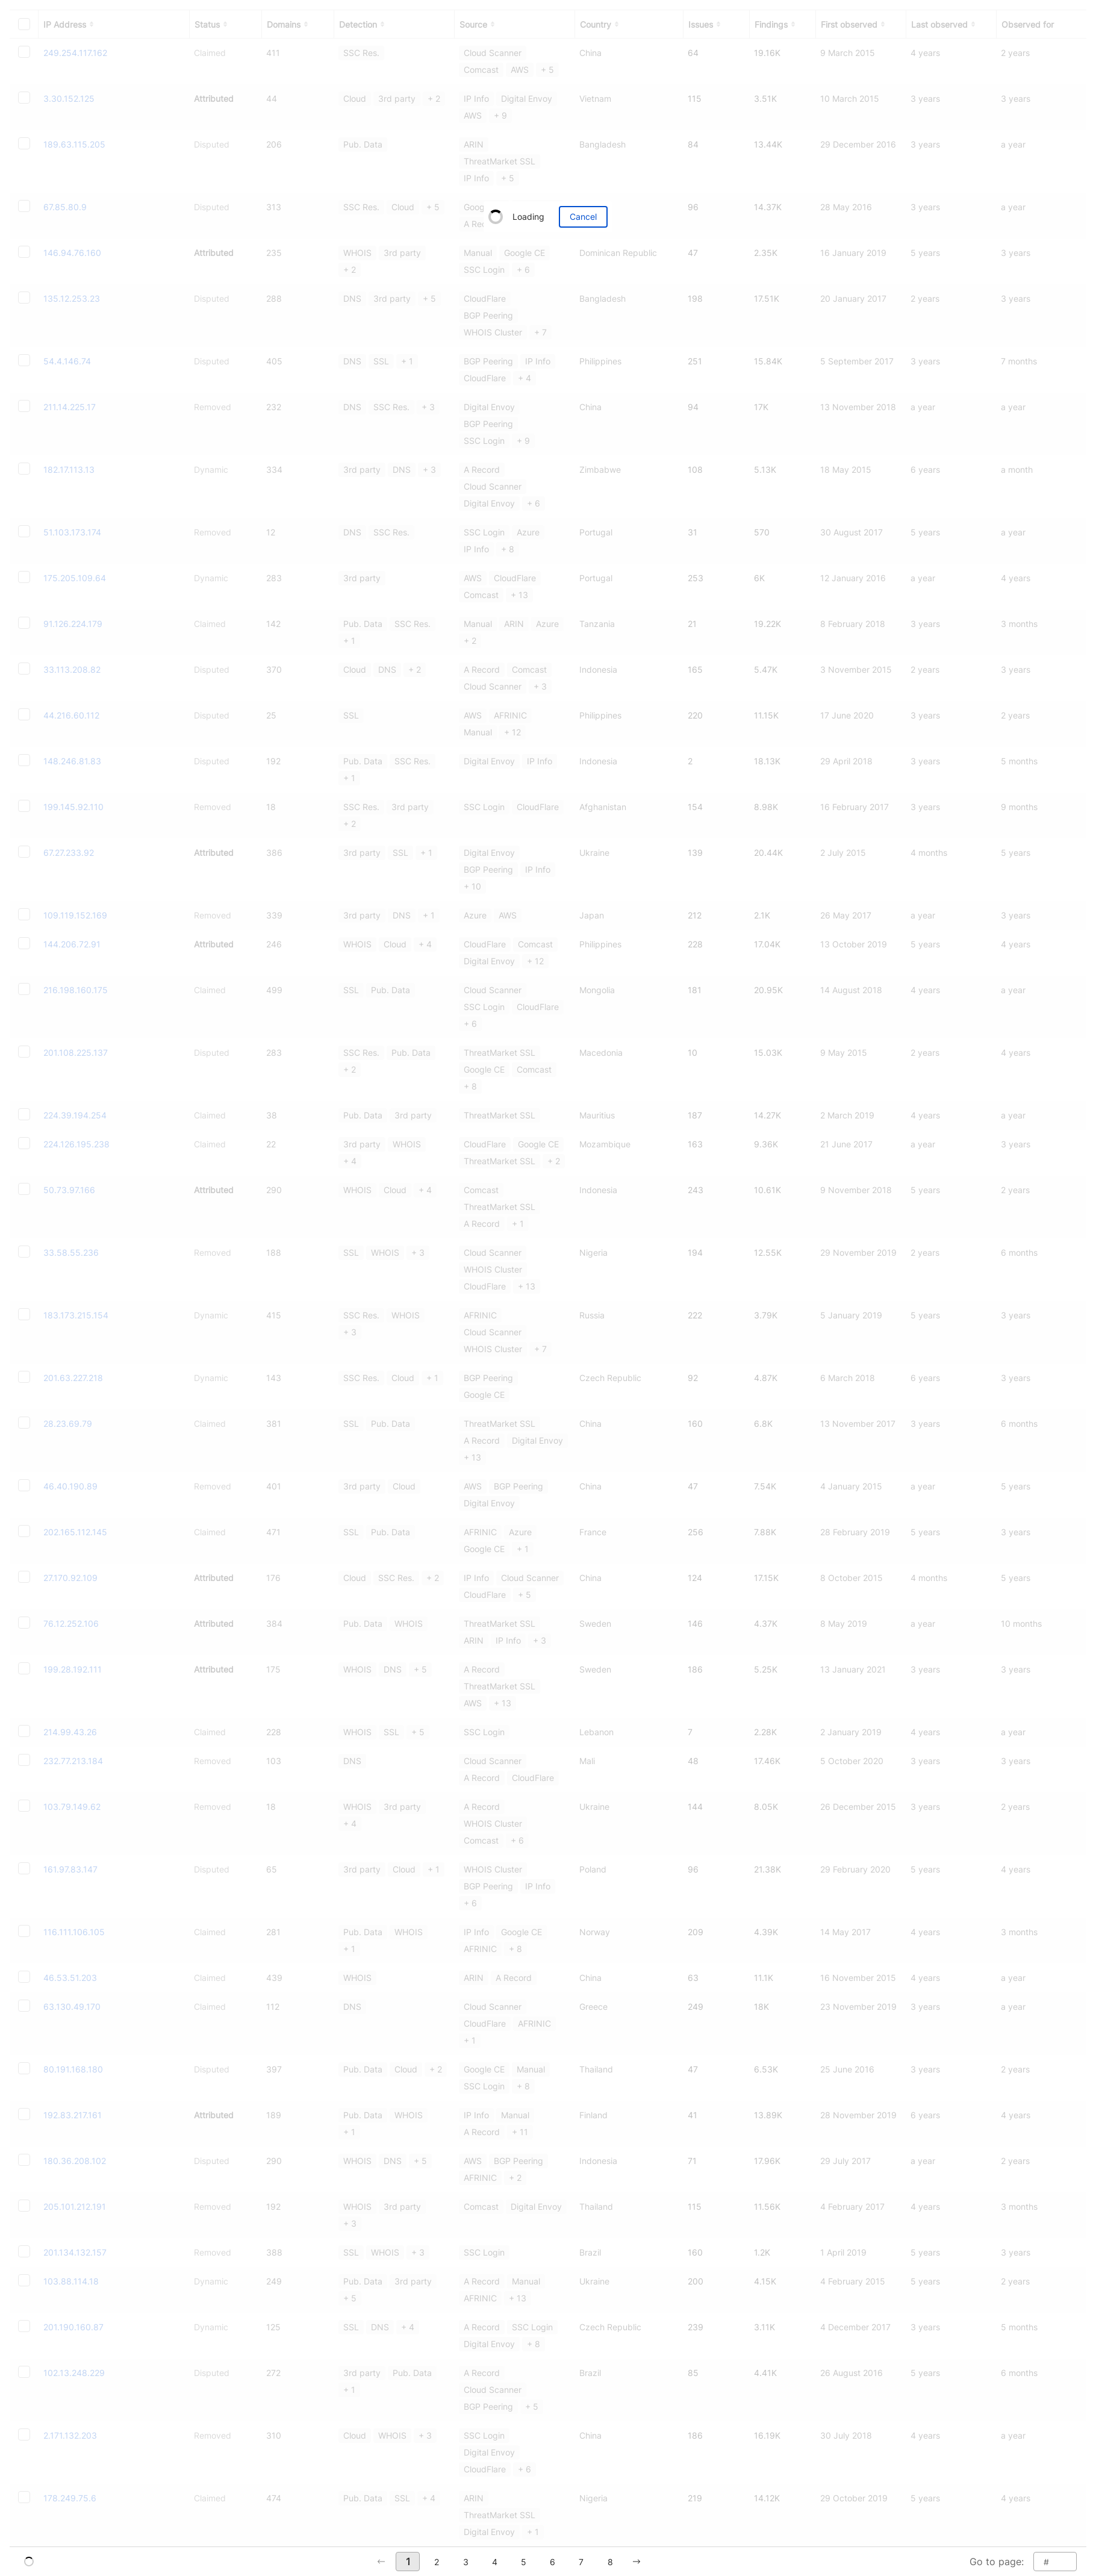 IP Address Status Domains Detection Source Country Issues Findings First observed Last observed Observed for
249.254.117.162 Claimed 411 SSC Res. Cloud Scanner China 64 19.16K 9 March 2015 4 years 2 years
Comcast AWS + 5
3.30.152.125 Attributed 44 Cloud 3rd party + 2 IP Info Digital Envoy Vietnam 115 3.51K 10 March 2015 3 years 3 years
AWS + 9
189.63.115.205 Disputed 206 Pub. Data ARIN Bangladesh 84 13.44K 29 December 2016 3 years a year
ThreatMarket SSL
IP Info + 5
67.85.80.9 Disputed 313 SSC Res. Cloud + 5 96 14.37K 28 May 2016 3 years a year
Loading Cancel
146.94.76.160 Attributed 235 WHOIS 3rd party Manual Google CE Dominican Republic 47 2.35K 16 January 2019 5 years 3 years
+ 2 SSC Login + 6
135.12.253.23 Disputed 288 DNS 3rd party + 5 CloudFlare Bangladesh 198 17.51K 20 January 2017 2 years 3 years
BGP Peering
WHOIS Cluster + 7
54.4.146.74 Disputed 405 DNS SSL + 1 BGP Peering IP Info Philippines 251 15.84K 5 September 2017 3 years 7 months
CloudFlare + 4
211.14.225.17 Removed 232 DNS SSC Res. + 3 Digital Envoy China 94 17K 13 November 2018 a year a year
BGP Peering
SSC Login + 9
182.17.113.13 Dynamic 334 3rd party DNS + 3 A Record Zimbabwe 108 5.13K 18 May 2015 6 years a month
Cloud Scanner
Digital Envoy + 6
51.103.173.174 Removed 12 DNS SSC Res. SSC Login Azure Portugal 31 570 30 August 2017 5 years a year
IP Info + 8
175.205.109.64 Dynamic 283 3rd party AWS CloudFlare Portugal 253 6K 12 January 2016 a year 4 years
Comcast + 13
91.126.224.179 Claimed 142 Pub. Data SSC Res. Manual ARIN Azure Tanzania 21 19.22K 8 February 2018 3 years 3 months
+ 1 + 2
33.113.208.82 Disputed 370 Cloud DNS + 2 A Record Comcast Indonesia 165 5.47K 3 November 2015 2 years 3 years
Cloud Scanner + 3
44.216.60.112 Disputed 25 SSL AWS AFRINIC Philippines 220 11.15K 17 June 2020 3 years 2 years
Manual + 12
148.246.81.83 Disputed 192 Pub. Data SSC Res. Digital Envoy IP Info Indonesia 2 18.13K 29 April 2018 3 years 5 months
+ 1
199.145.92.110 Removed 18 SSC Res. 3rd party SSC Login CloudFlare Afghanistan 154 8.98K 16 February 2017 3 years 9 months
+ 2
67.27.233.92 Attributed 386 3rd party SSL + 1 Digital Envoy Ukraine 139 20.44K 2 July 2015 4 months 5 years
BGP Peering IP Info
+ 10
109.119.152.169 Removed 339 3rd party DNS + 1 Azure AWS Japan 212 2.1K 26 May 2017 a year 3 years
144.206.72.91 Attributed 246 WHOIS Cloud + 4 CloudFlare Comcast Philippines 228 17.04K 13 October 2019 5 years 4 years
Digital Envoy + 12
216.198.160.175 Claimed 499 SSL Pub. Data Cloud Scanner Mongolia 181 20.95K 14 August 2018 4 years a year
SSC Login CloudFlare
+ 6
201.108.225.137 Disputed 283 SSC Res. Pub. Data ThreatMarket SSL Macedonia 10 15.03K 9 May 2015 2 years 4 years
+ 2 Google CE Comcast
+ 8
224.39.194.254 Claimed 38 Pub. Data 3rd party ThreatMarket SSL Mauritius 187 14.27K 2 March 2019 4 years a year
224.126.195.238 Claimed 22 3rd party WHOIS CloudFlare Google CE Mozambique 163 9.36K 21 June 2017 a year 3 years
+ 4 ThreatMarket SSL + 2
50.73.97.166 Attributed 290 WHOIS Cloud + 4 Comcast Indonesia 243 10.61K 9 November 2018 5 years 2 years
ThreatMarket SSL
A Record + 1
33.58.55.236 Removed 188 SSL WHOIS + 3 Cloud Scanner Nigeria 194 12.55K 29 November 2019 2 years 6 months
WHOIS Cluster
CloudFlare + 13
183.173.215.154 Dynamic 415 SSC Res. WHOIS AFRINIC Russia 222 3.79K 5 January 2019 5 years 3 years
+ 3 Cloud Scanner
WHOIS Cluster + 7
201.63.227.218 Dynamic 143 SSC Res. Cloud + 1 BGP Peering Czech Republic 92 4.87K 6 March 2018 6 years 3 years
Google CE
28.23.69.79 Claimed 381 SSL Pub. Data ThreatMarket SSL China 160 6.8K 13 November 2017 3 years 6 months
A Record Digital Envoy
+ 13
46.40.190.89 Removed 401 3rd party Cloud AWS BGP Peering China 47 7.54K 4 January 2015 a year 5 years
Digital Envoy
202.165.112.145 Claimed 471 SSL Pub. Data AFRINIC Azure France 256 7.88K 28 February 2019 5 years 3 years
Google CE + 1
27.170.92.109 Attributed 176 Cloud SSC Res. + 2 IP Info Cloud Scanner China 124 17.15K 8 October 2015 4 months 5 years
CloudFlare + 5
76.12.252.106 Attributed 384 Pub. Data WHOIS ThreatMarket SSL Sweden 146 4.37K 8 May 2019 a year 10 months
ARIN IP Info + 3
199.28.192.111 Attributed 175 WHOIS DNS + 5 A Record Sweden 186 5.25K 13 January 2021 3 years 3 years
ThreatMarket SSL
AWS + 13
214.99.43.26 Claimed 228 WHOIS SSL + 5 SSC Login Lebanon 7 2.28K 2 January 2019 4 years a year
232.77.213.184 Removed 103 DNS Cloud Scanner Mali 48 17.46K 5 October 2020 3 years 3 years
A Record CloudFlare
103.79.149.62 Removed 18 WHOIS 3rd party A Record Ukraine 144 8.05K 26 December 2015 3 years 2 years
+ 4 WHOIS Cluster
Comcast + 6
161.97.83.147 Disputed 65 3rd party Cloud + 1 WHOIS Cluster Poland 96 21.38K 29 February 2020 5 years 4 years
BGP Peering IP Info
+ 6
116.111.106.105 Claimed 281 Pub. Data WHOIS IP Info Google CE Norway 209 4.39K 14 May 2017 4 years 3 months
+ 1 AFRINIC + 8
46.53.51.203 Claimed 439 WHOIS ARIN A Record China 63 11.1K 16 November 2015 4 years a year
63.130.49.170 Claimed 112 DNS Cloud Scanner Greece 249 18K 23 November 2019 3 years a year
CloudFlare AFRINIC
+ 1
80.191.168.180 Disputed 397 Pub. Data Cloud + 2 Google CE Manual Thailand 47 6.53K 25 June 2016 3 years 2 years
SSC Login + 8
192.83.217.161 Attributed 189 Pub. Data WHOIS IP Info Manual Finland 41 13.89K 28 November 2019 6 years 4 years
+ 1 A Record + 11
180.36.208.102 Disputed 290 WHOIS DNS + 5 AWS BGP Peering Indonesia 71 17.96K 29 July 2017 a year 2 years
AFRINIC + 2
205.101.212.191 Removed 192 WHOIS 3rd party Comcast Digital Envoy Thailand 115 11.56K 4 February 2017 4 years 3 months
+ 3
201.134.132.157 Removed 388 SSL WHOIS + 3 SSC Login Brazil 160 1.2K 1 April 2019 5 years 3 years
103.88.114.18 Dynamic 249 Pub. Data 3rd party A Record Manual Ukraine 200 4.15K 4 February 2015 5 years 2 years
+ 5 AFRINIC + 13
201.190.160.87 Dynamic 125 SSL DNS + 4 A Record SSC Login Czech Republic 239 3.11K 4 December 2017 3 years 5 months
Digital Envoy + 8
102.13.248.229 Disputed 272 3rd party Pub. Data A Record Brazil 85 4.41K 26 August 2016 5 years 6 months
+ 1 Cloud Scanner
BGP Peering + 5
2.171.132.203 Removed 310 Cloud WHOIS + 3 SSC Login China 186 16.19K 30 July 2018 4 years a year
Digital Envoy
CloudFlare + 6
178.249.75.6 Claimed 474 Pub. Data SSL + 4 ARIN Nigeria 219 14.12K 29 October 2019 5 years 4 years
ThreatMarket SSL
Digital Envoy + 1
← 1 2 3 4 5 6 7 8 → Go to page: #